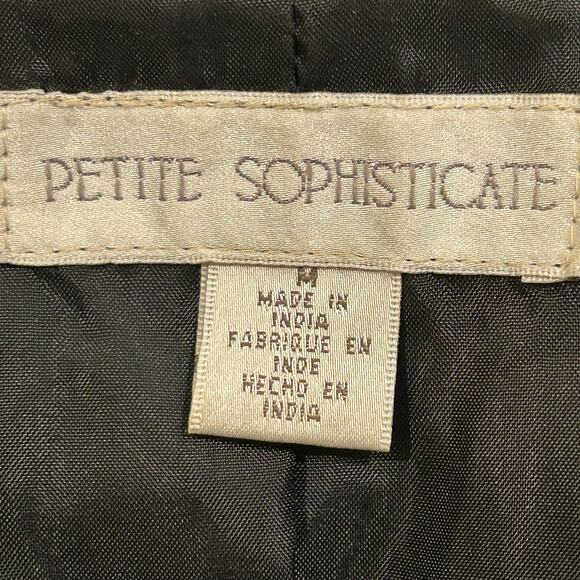 PETITE SOPHISTICATE
M
MADE IN
INDIA
FABRIQUE EN
INDE
HECHO EN
INDIA